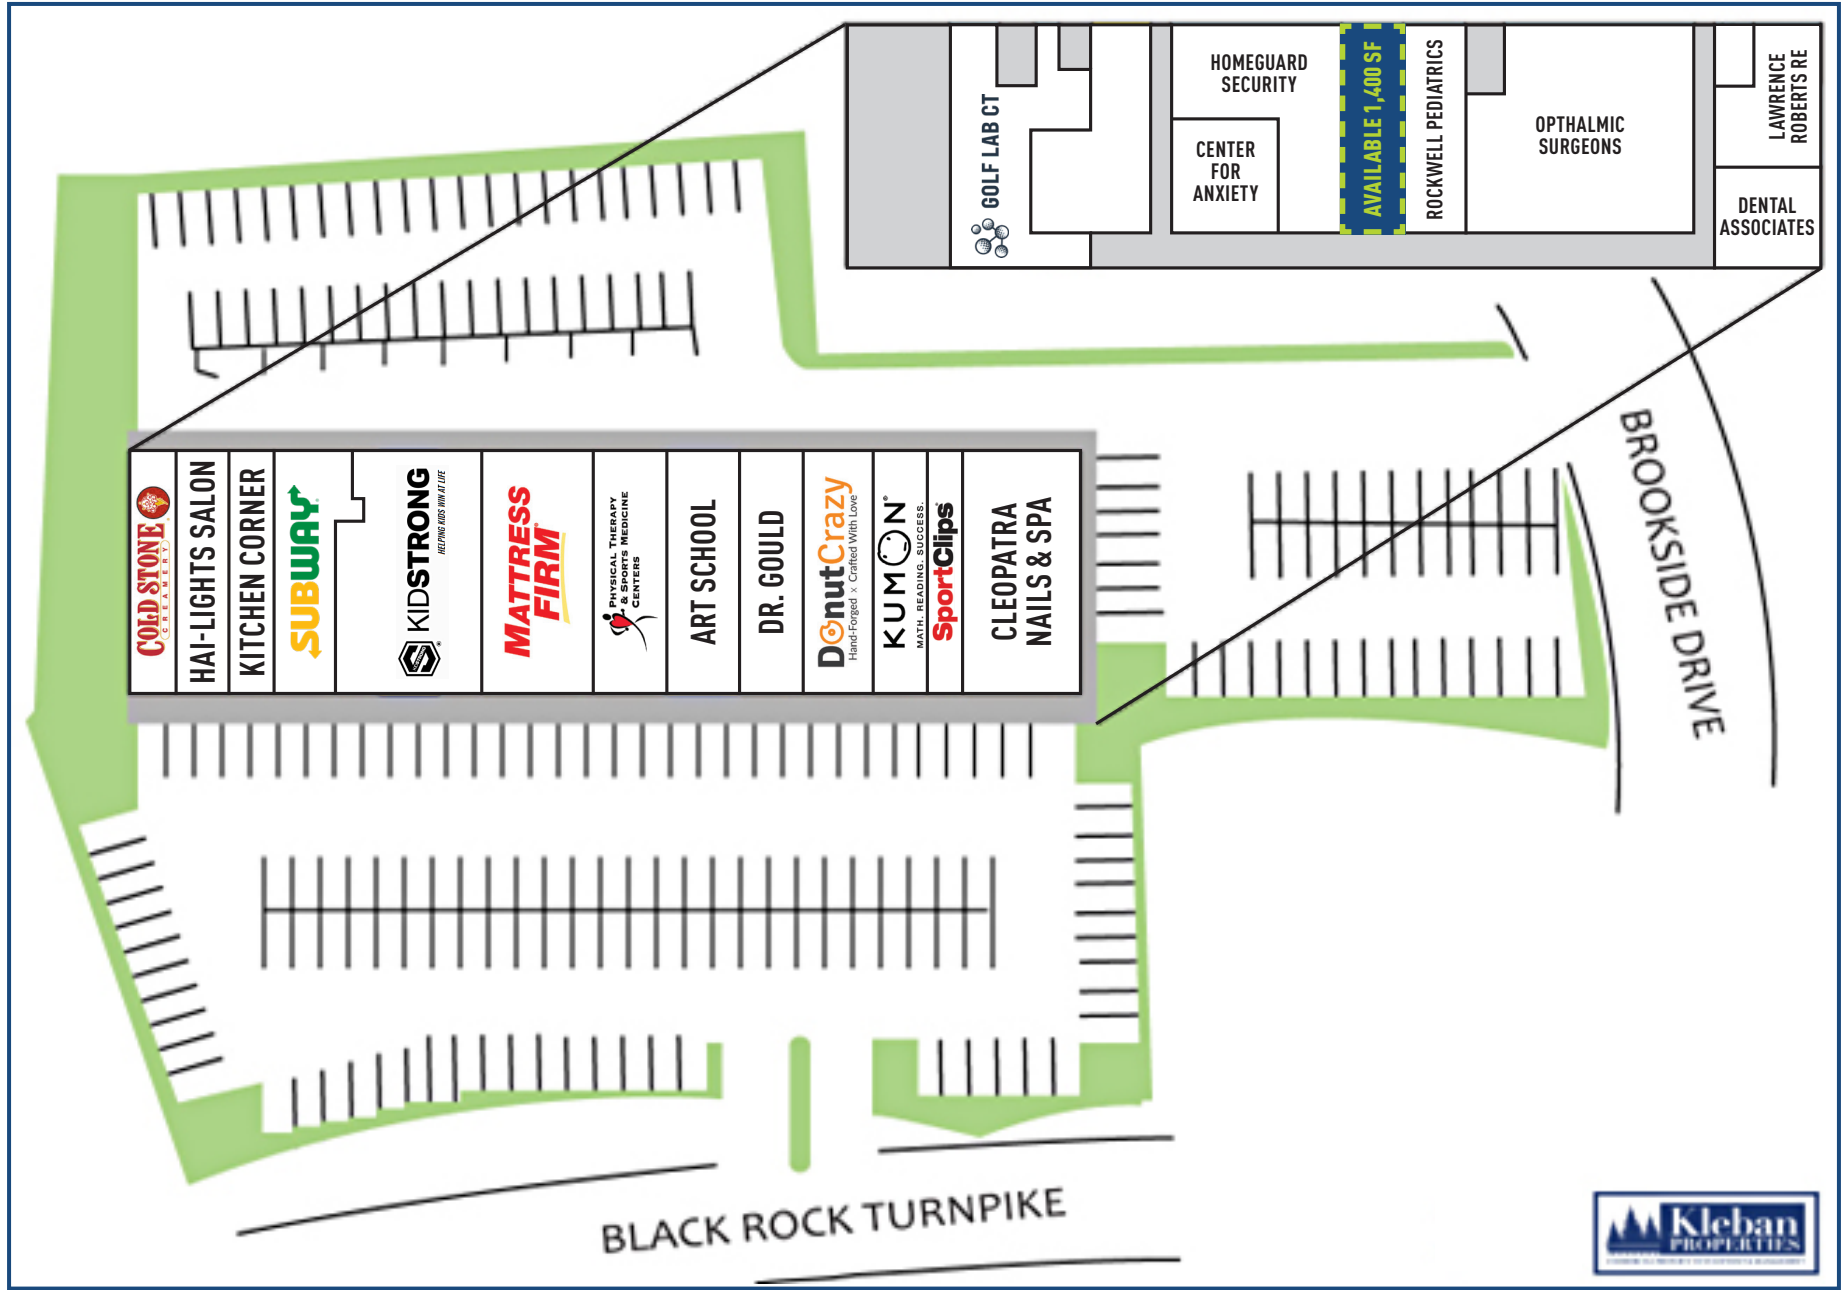 GOLF LAB CT
HOMEGUARD
SECURITY
CENTER
FOR
ANXIETY
AVAILABLE 1,400 SF
ROCKWELL PEDIATRICS
OPTHALMIC
SURGEONS
LAWRENCE
ROBERTS RE
DENTAL
ASSOCIATES
COLD STONE
CREAMERY
HAI-LIGHTS SALON
KITCHEN CORNER
SUBWAY
KIDSTRONG
HELPING KIDS WIN AT LIFE
MATTRESS
FIRM
PHYSICAL THERAPY
& SPORTS MEDICINE
CENTERS
ART SCHOOL
DR. GOULD
DonutCrazy
Hand-Forged x Crafted With Love
KUMON
MATH. READING. SUCCESS.
SportClips
CLEOPATRA
NAILS & SPA
BROOKSIDE DRIVE
BLACK ROCK TURNPIKE
Kleban
PROPERTIES